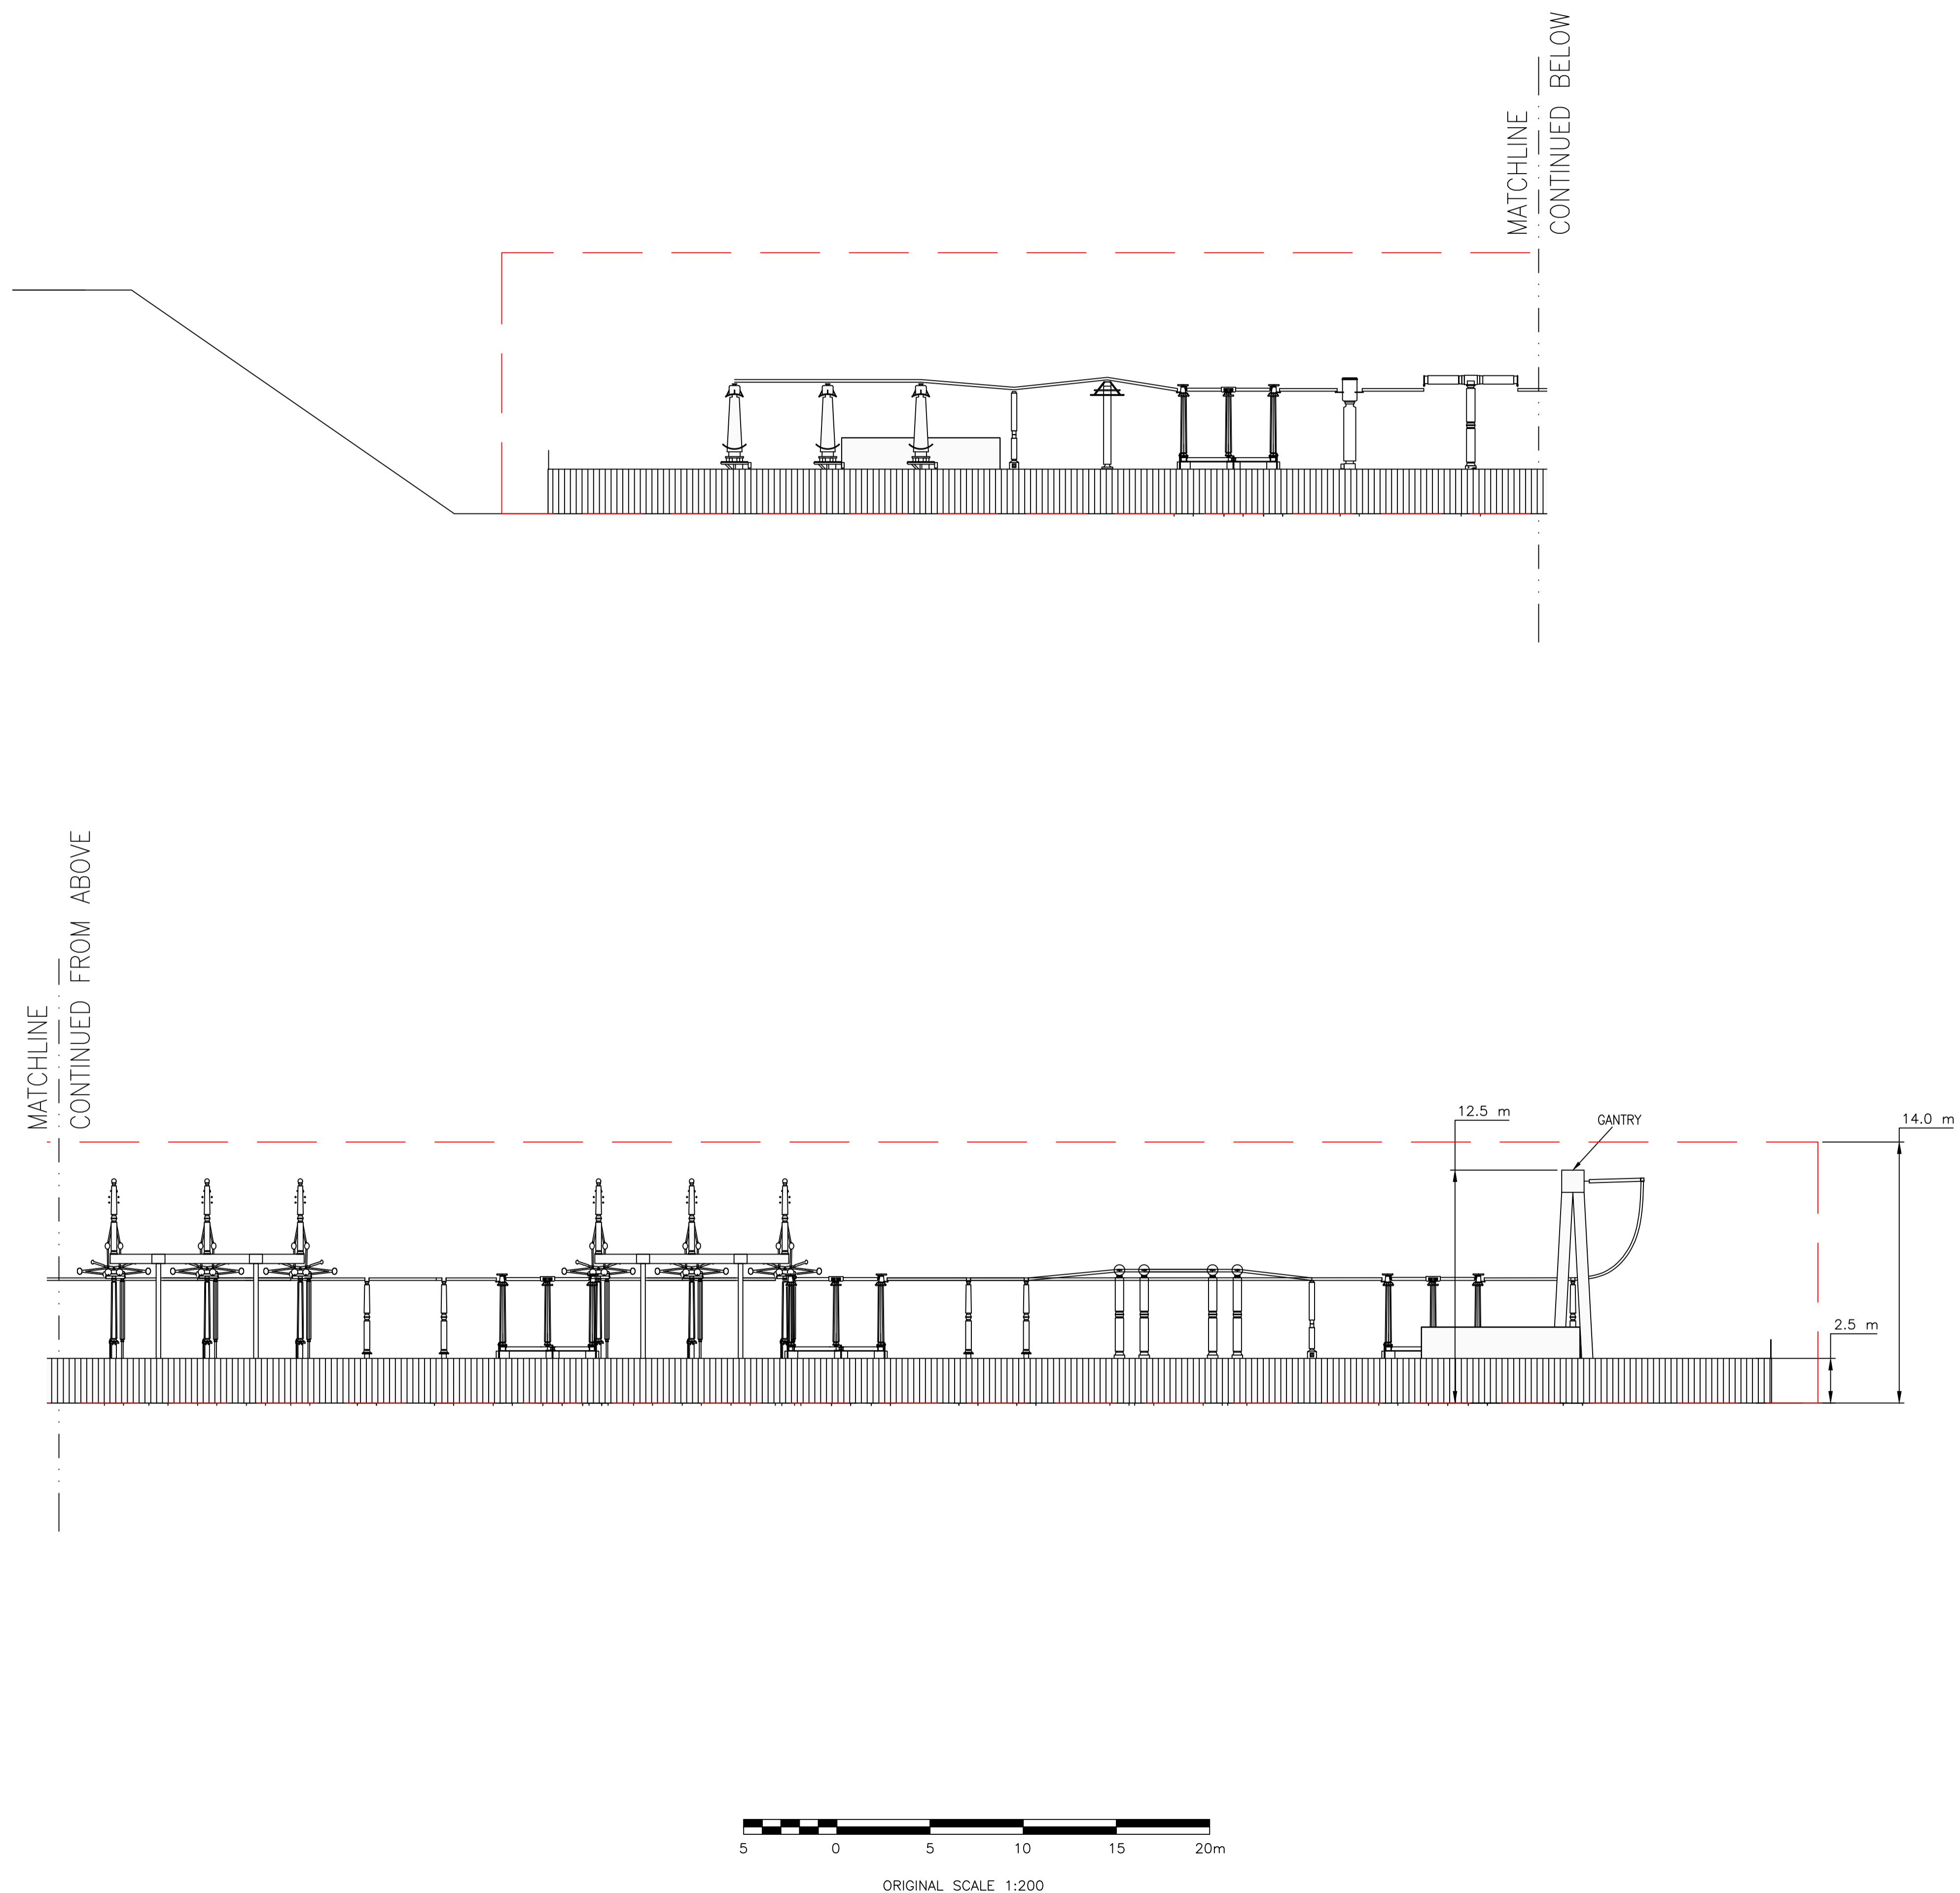 MATCHLINE
CONTINUED BELOW
MATCHLINE
CONTINUED FROM ABOVE
12.5 m
GANTRY
14.0 m
2.5 m
5 0 5 10 15 20m
ORIGINAL SCALE 1:200